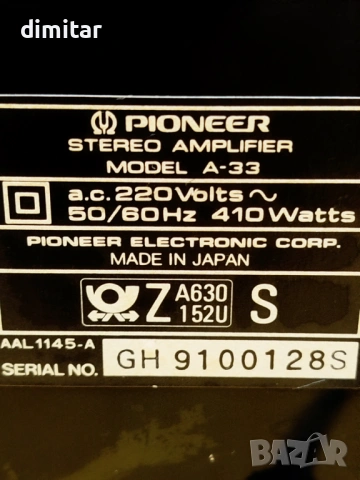 dimitar
PIONEER
STEREO AMPLIFIER
MODEL A-33
a.c. 220Volts ~
50/60Hz 410Watts
PIONEER ELECTRONIC CORP.
MADE IN JAPAN
Z A630 152U S
AAL1145-A
SERIAL NO. GH 9100128S
BAZAR